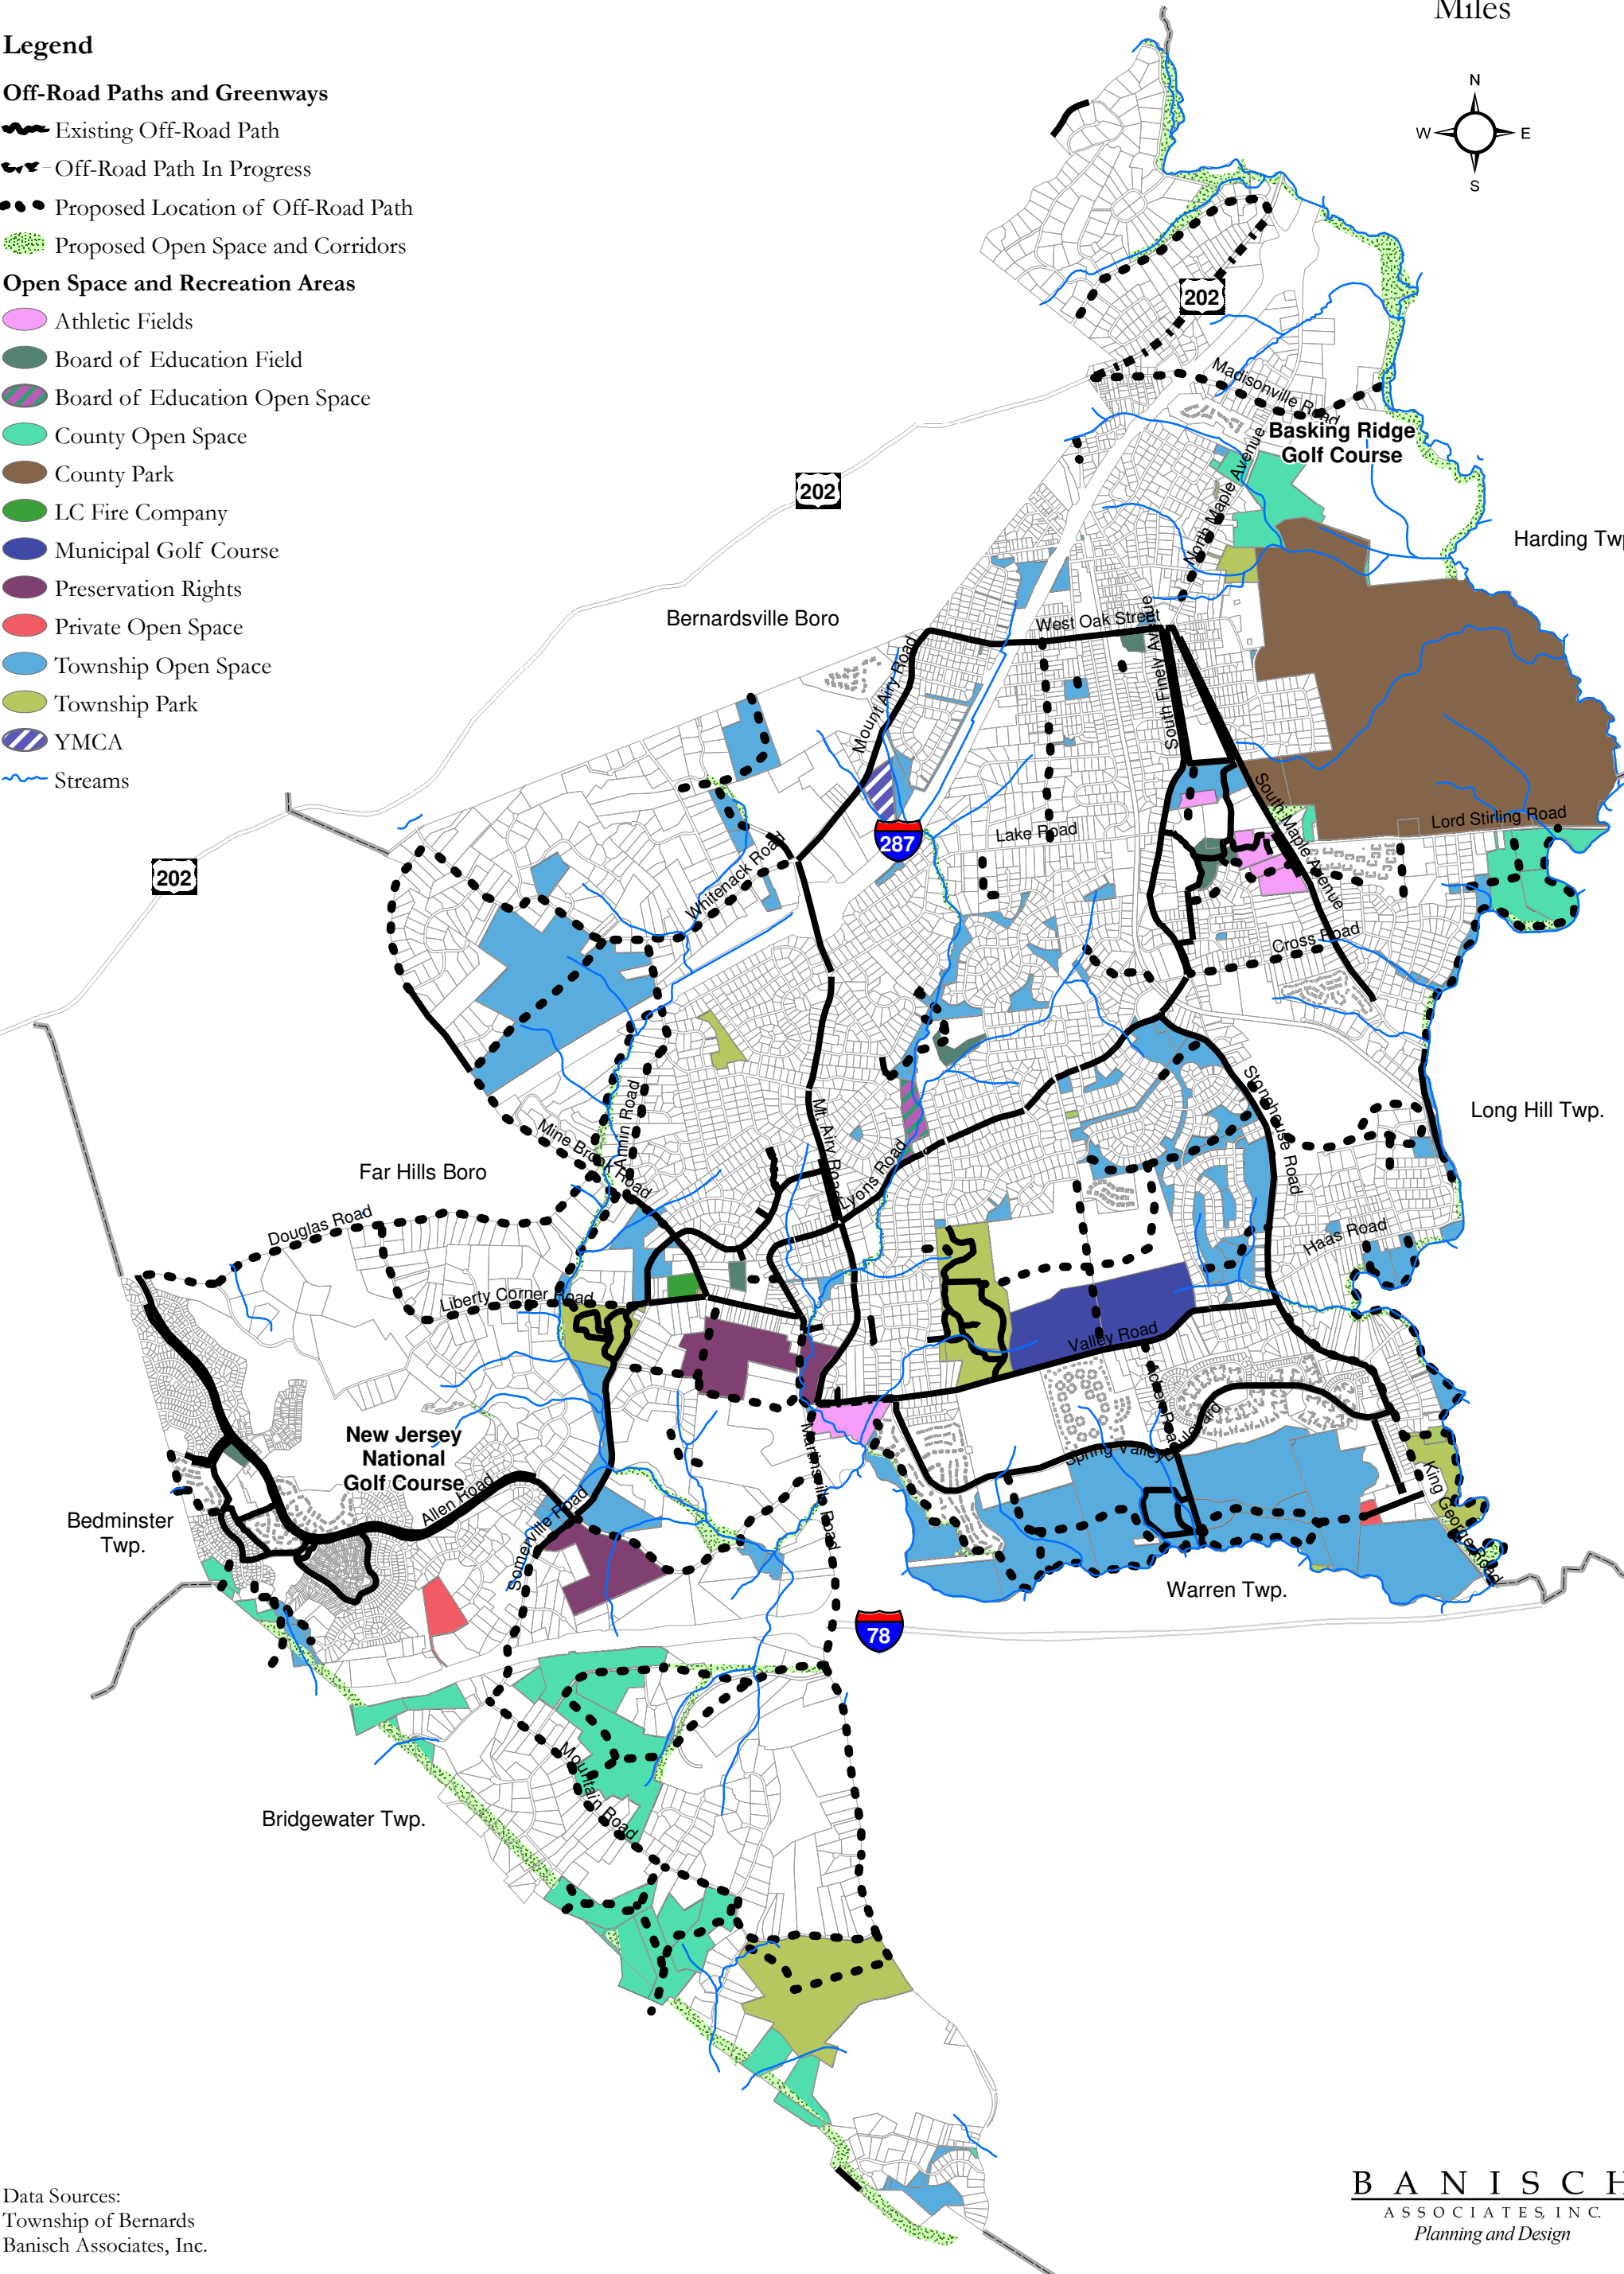 Miles
Legend
Off-Road Paths and Greenways
Existing Off-Road Path
Off-Road Path In Progress
Proposed Location of Off-Road Path
Proposed Open Space and Corridors
Open Space and Recreation Areas
Athletic Fields
Board of Education Field
Board of Education Open Space
County Open Space
County Park
LC Fire Company
Municipal Golf Course
Preservation Rights
Private Open Space
Township Open Space
Township Park
YMCA
Streams
N
W
E
S
202
Madisonville Road
Basking Ridge
Golf Course
North Maple Avenue
202
Harding Twp
Bernardsville Boro
West Oak Street
Mount Airy Road
South Finley Avenue
287
Lake Road
South Maple Avenue
Lord Stirling Road
202
Whitenack Road
Cross Road
Long Hill Twp.
Stonehouse Road
Annin Road
Mine Brook Road
Mt. Airy Road
Lyons Road
Far Hills Boro
Douglas Road
Haas Road
Liberty Corner Road
Valley Road
New Jersey
National
Golf Course
Allen Road
Somerville Road
Martinsville Road
Spring Valley Boulevard
King George Road
Bedminster
Twp.
Warren Twp.
78
Mountain Road
Bridgewater Twp.
Data Sources:
Township of Bernards
Banisch Associates, Inc.
BANISCH
ASSOCIATES, INC.
Planning and Design